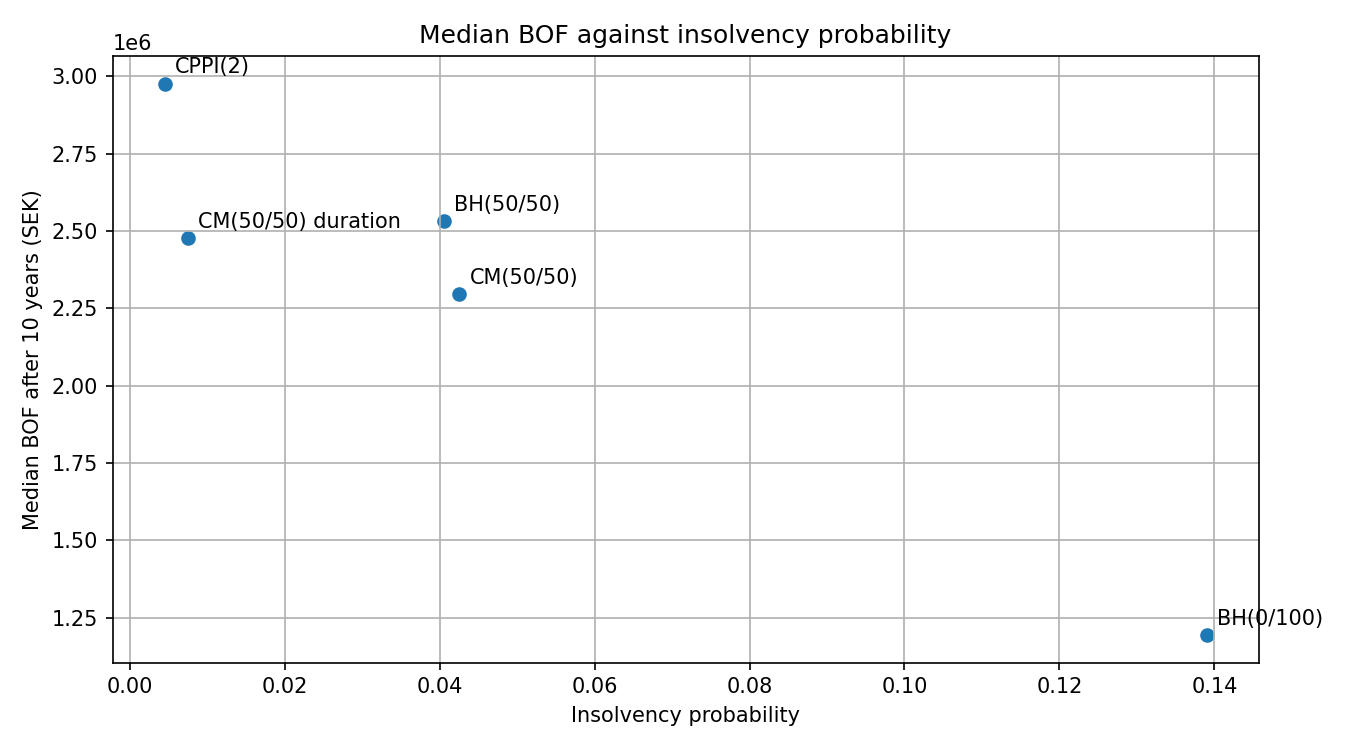 Median BOF against insolvency probability
1e6
3.00
2.75
2.50
2.25
2.00
1.75
1.50
1.25
Median BOF after 10 years (SEK)
CPPI(2)
CM(50/50) duration
BH(50/50)
CM(50/50)
BH(0/100)
0.00 0.02 0.04 0.06 0.08 0.10 0.12 0.14
Insolvency probability